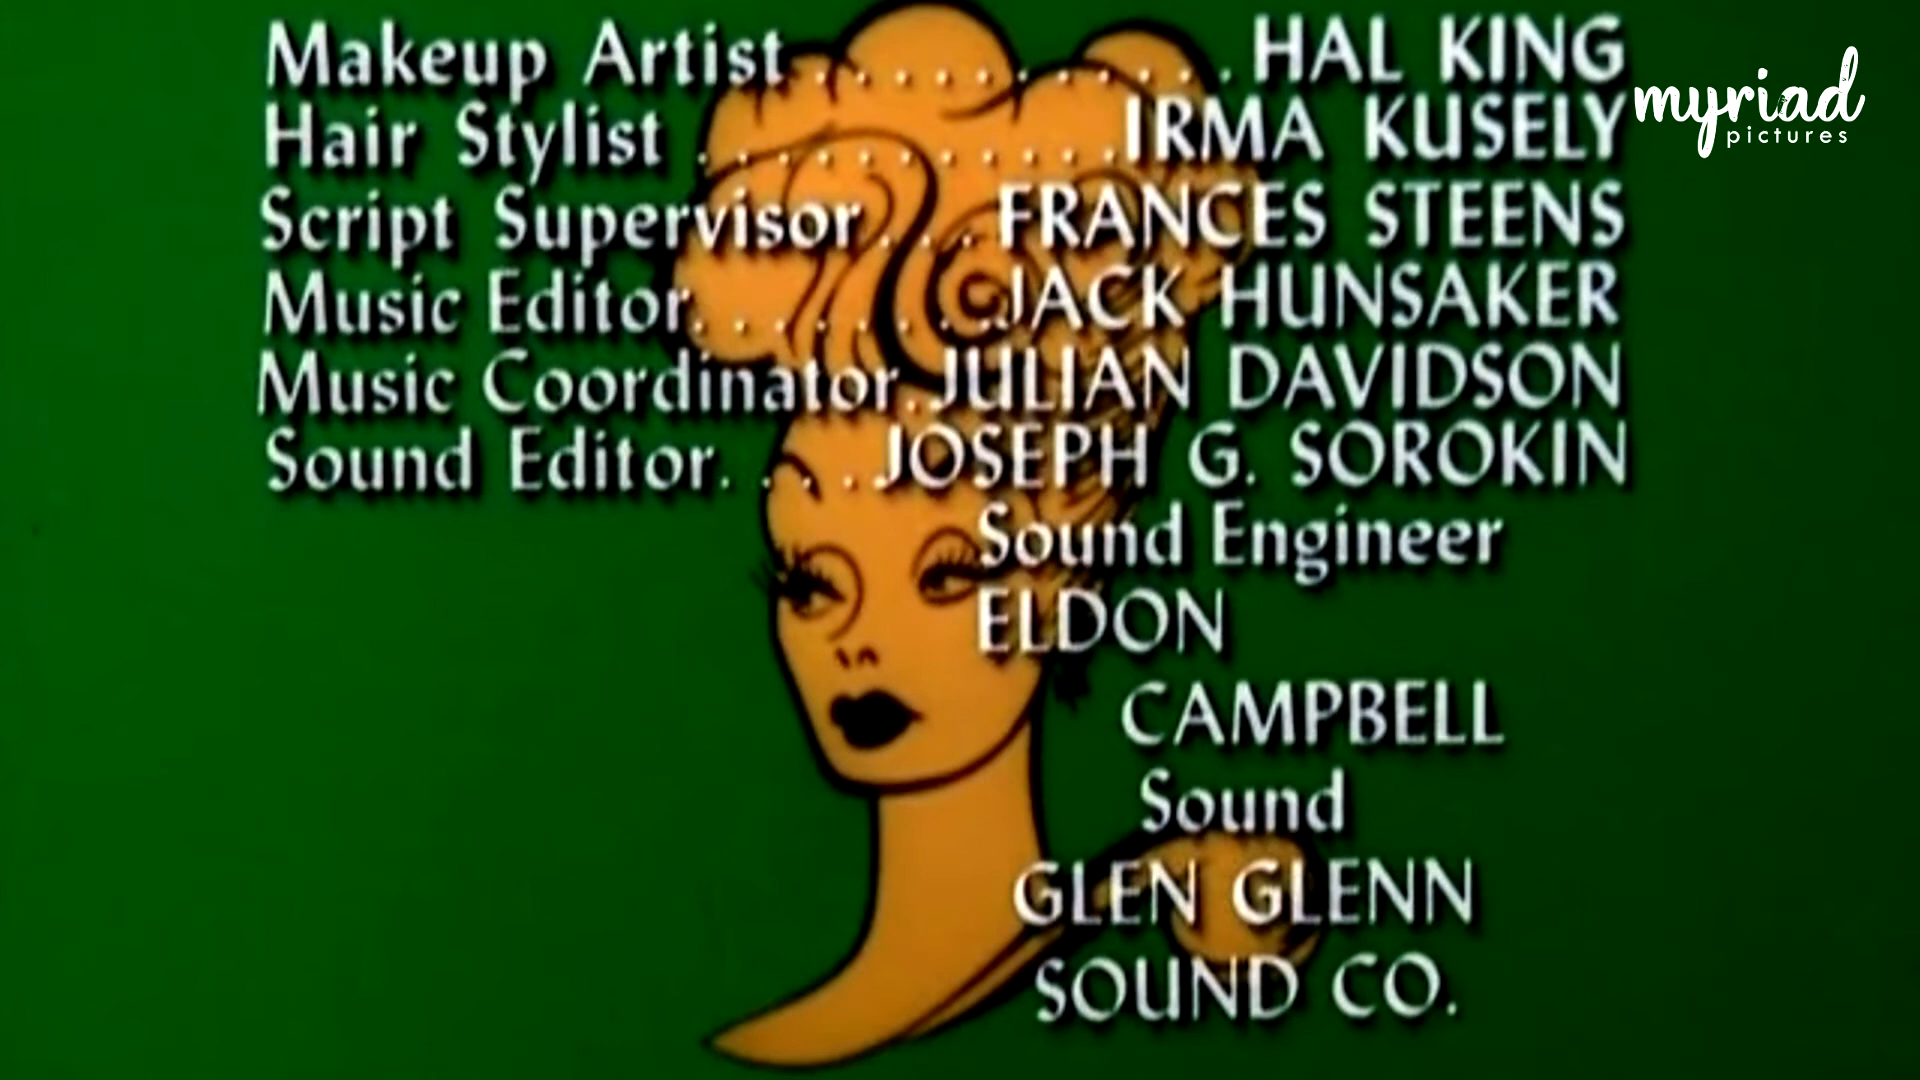 Makeup Artist . . . . . . . . . . . HAL KING
Hair Stylist . . . . . . . . . . . IRMA KUSELY
Script Supervisor . . . FRANCES STEENS
Music Editor. . . . . . . . . JACK HUNSAKER
Music Coordinator. JULIAN DAVIDSON
Sound Editor. . . . JOSEPH G. SOROKIN
Sound Engineer
ELDON
CAMPBELL
Sound
GLEN GLENN
SOUND CO.
myriad
pictures